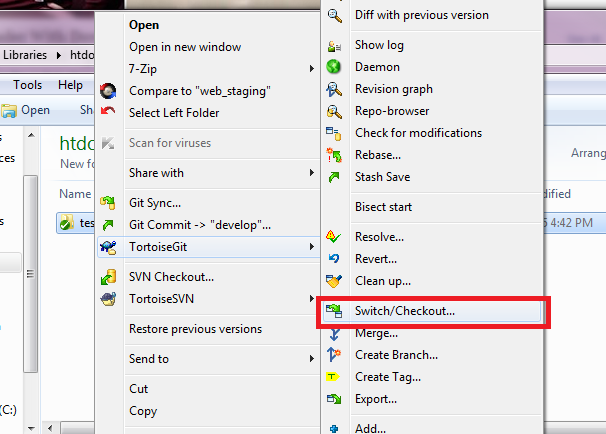 Open
Open in new window
7-Zip
Compare to "web_staging"
Select Left Folder
Scan for viruses
Share with
Git Sync...
Git Commit -> "develop"...
TortoiseGit
SVN Checkout...
TortoiseSVN
Restore previous versions
Send to
Cut
Copy
Diff with previous version
Show log
Daemon
Revision graph
Repo-browser
Check for modifications
Rebase...
Stash Save
Bisect start
Resolve...
Revert...
Clean up...
Switch/Checkout...
Merge...
Create Branch...
Create Tag...
Export...
Add...
Libraries
htdo
Tools Help
Open Sh
htdo
New fo
Arrang
Name
dified
tes
5 4:42 PM
ces
s
(C:)